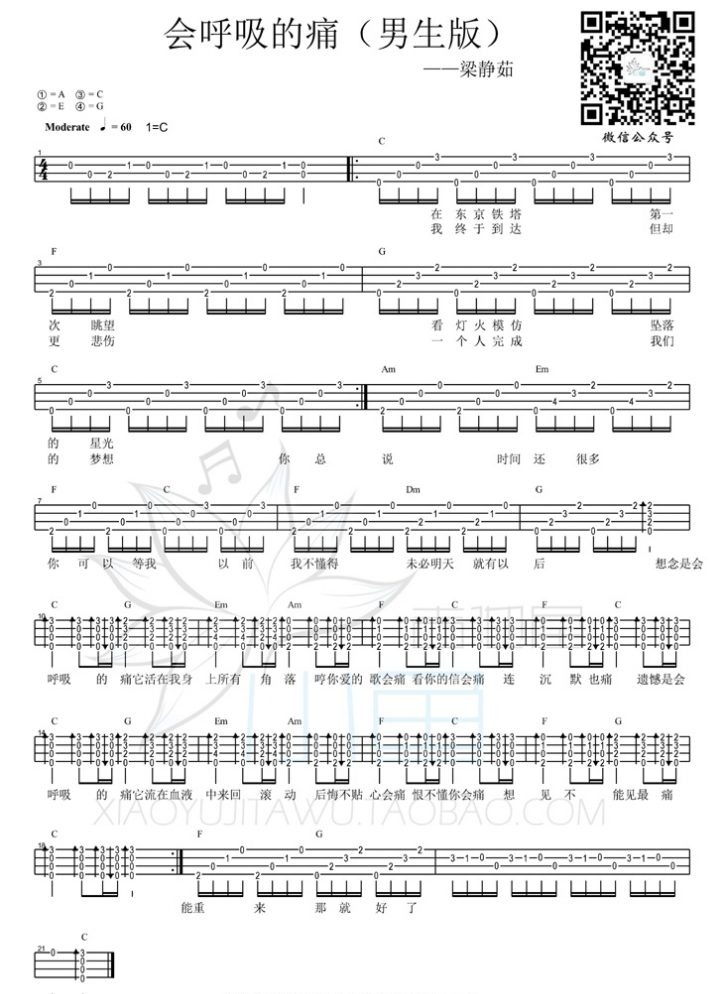 会呼吸的痛（男生版）
——梁静茹
微信公众号
① = A ③ = C
② = E ④ = G
Moderate ♩ = 60 1=C
C
在 东 京 铁 塔 第一
我 终 于 到 达 但却
F G
次 眺望 看 灯 火 模 仿 坠落
更 悲伤 一 个 人 完 成 我们
C Am Em
的 星光
的 梦想 你 总 说 时间 还 很多
F C F Dm G
你 可 以 等我 以 前 我不懂得 未必明天 就有以 后 想念是会
C G Em Am F C F C
呼吸 的 痛它活在我身 上所有 角 落 哼你爱的 歌会痛 看你的信会痛 连 沉 默 也痛 遗憾是会
C G Em Am F C F G
呼吸 的 痛它流在血液 中来回 滚 动 后悔不贴 心会痛 恨不懂你会痛 想 见 不 能见最 痛
XIAOYUJITAWU.TAOBAO.COM
C F G
能重 来 那 就 好 了
C